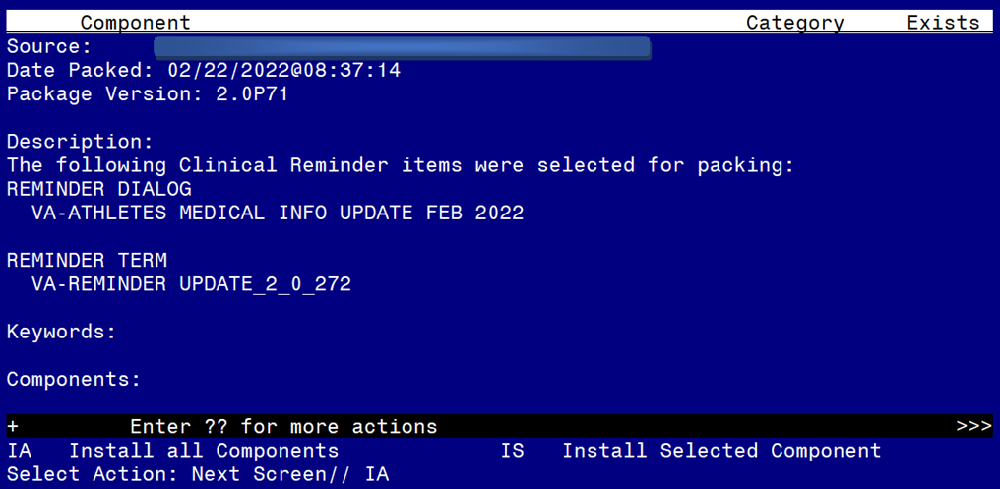 Component Category Exists
Source:
Date Packed: 02/22/2022@08:37:14
Package Version: 2.0P71
Description:
The following Clinical Reminder items were selected for packing:
REMINDER DIALOG
VA-ATHLETES MEDICAL INFO UPDATE FEB 2022
REMINDER TERM
VA-REMINDER UPDATE_2_0_272
Keywords:
Components:
+ Enter ?? for more actions >>>
IA Install all Components IS Install Selected Component
Select Action: Next Screen// IA